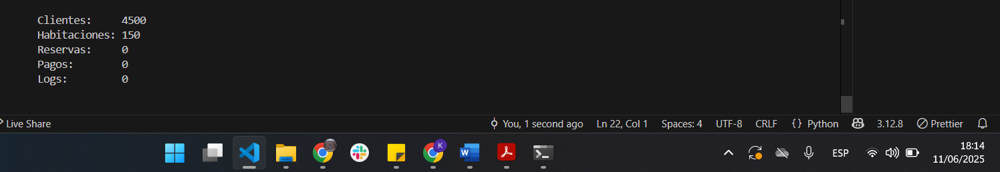 Clientes: 4500
Habitaciones: 150
Reservas: 0
Pagos: 0
Logs: 0
Live Share You, 1 second ago Ln 22, Col 1 Spaces: 4 UTF-8 CRLF {} Python 3.12.8 Prettier
K W ESP 18:14
11/06/2025